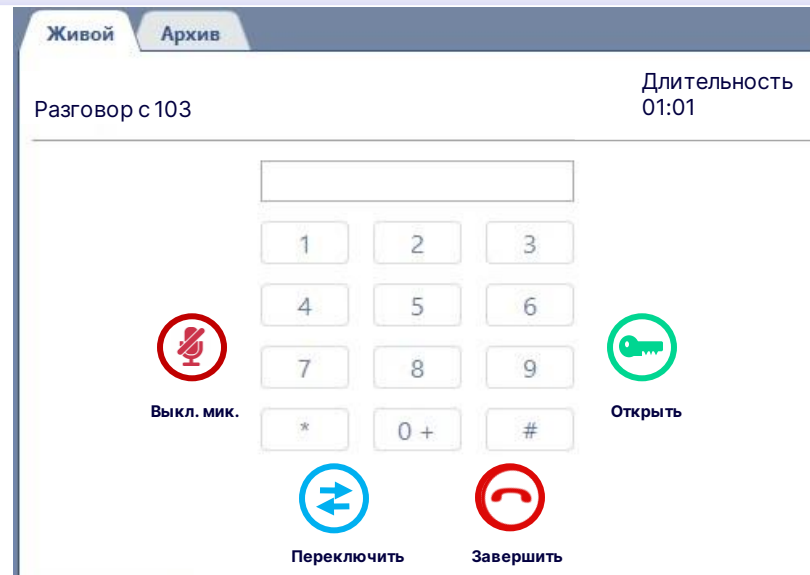 Живой Архив
Длительность
Разговор с 103 01:01
1 2 3
4 5 6
7 8 9
Выкл. мик. Открыть
* 0 + #
Переключить Завершить